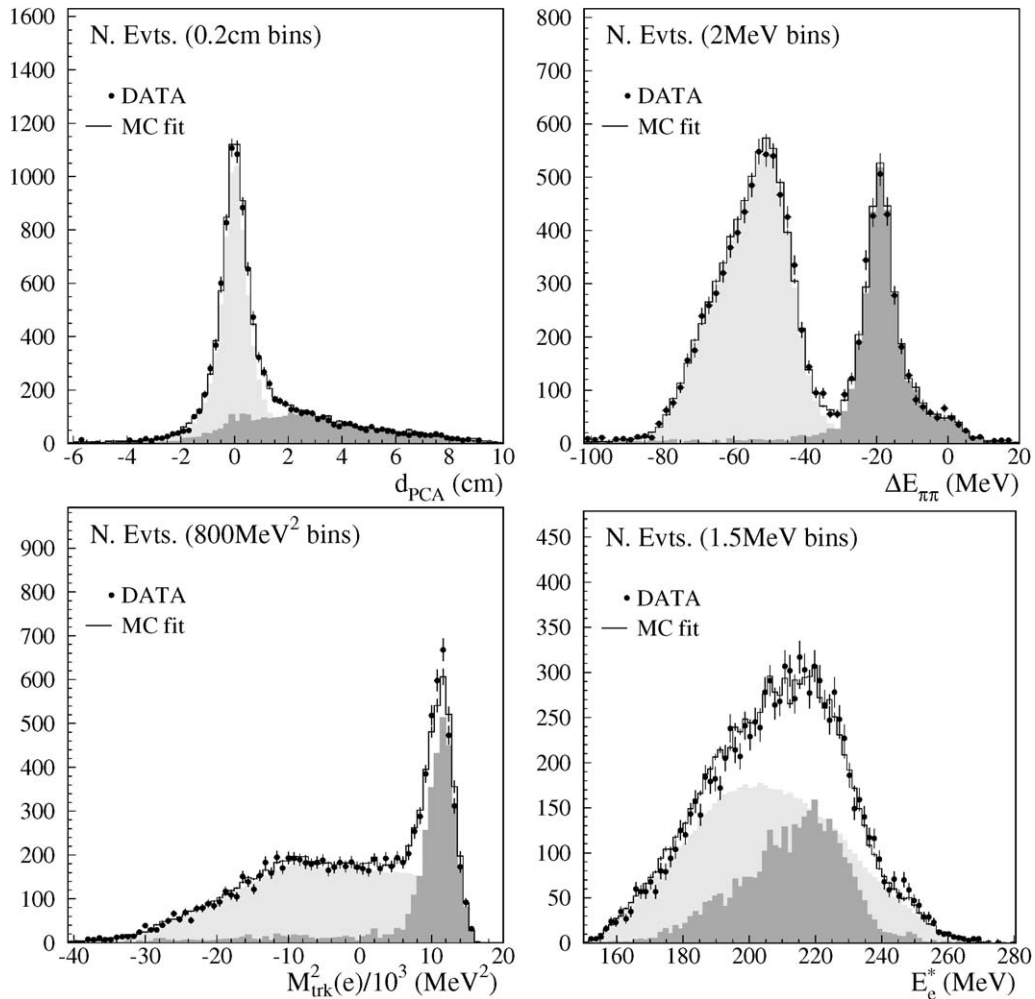 N. Evts. (0.2cm bins)
DATA
MC fit
1600
1400
1200
1000
800
600
400
200
0
-6 -4 -2 0 2 4 6 8 10
d_PCA (cm)
N. Evts. (2MeV bins)
DATA
MC fit
800
700
600
500
400
300
200
100
0
-100 -80 -60 -40 -20 0 20
ΔE_ππ (MeV)
N. Evts. (800MeV² bins)
DATA
MC fit
900
800
700
600
500
400
300
200
100
0
-40 -30 -20 -10 0 10 20
M²_trk(e)/10³ (MeV²)
N. Evts. (1.5MeV bins)
DATA
MC fit
450
400
350
300
250
200
150
100
50
0
160 180 200 220 240 260 280
E*_e (MeV)